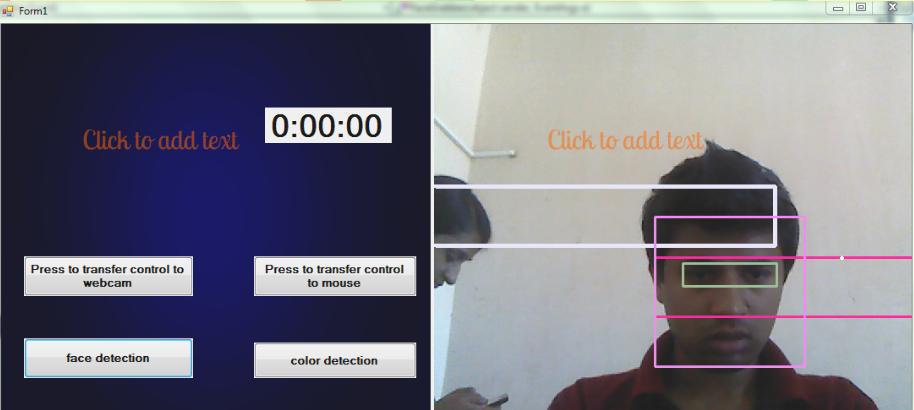 Form1
Click to add text
0:00:00
Click to add text
Press to transfer control to
webcam
Press to transfer control
to mouse
face detection
color detection